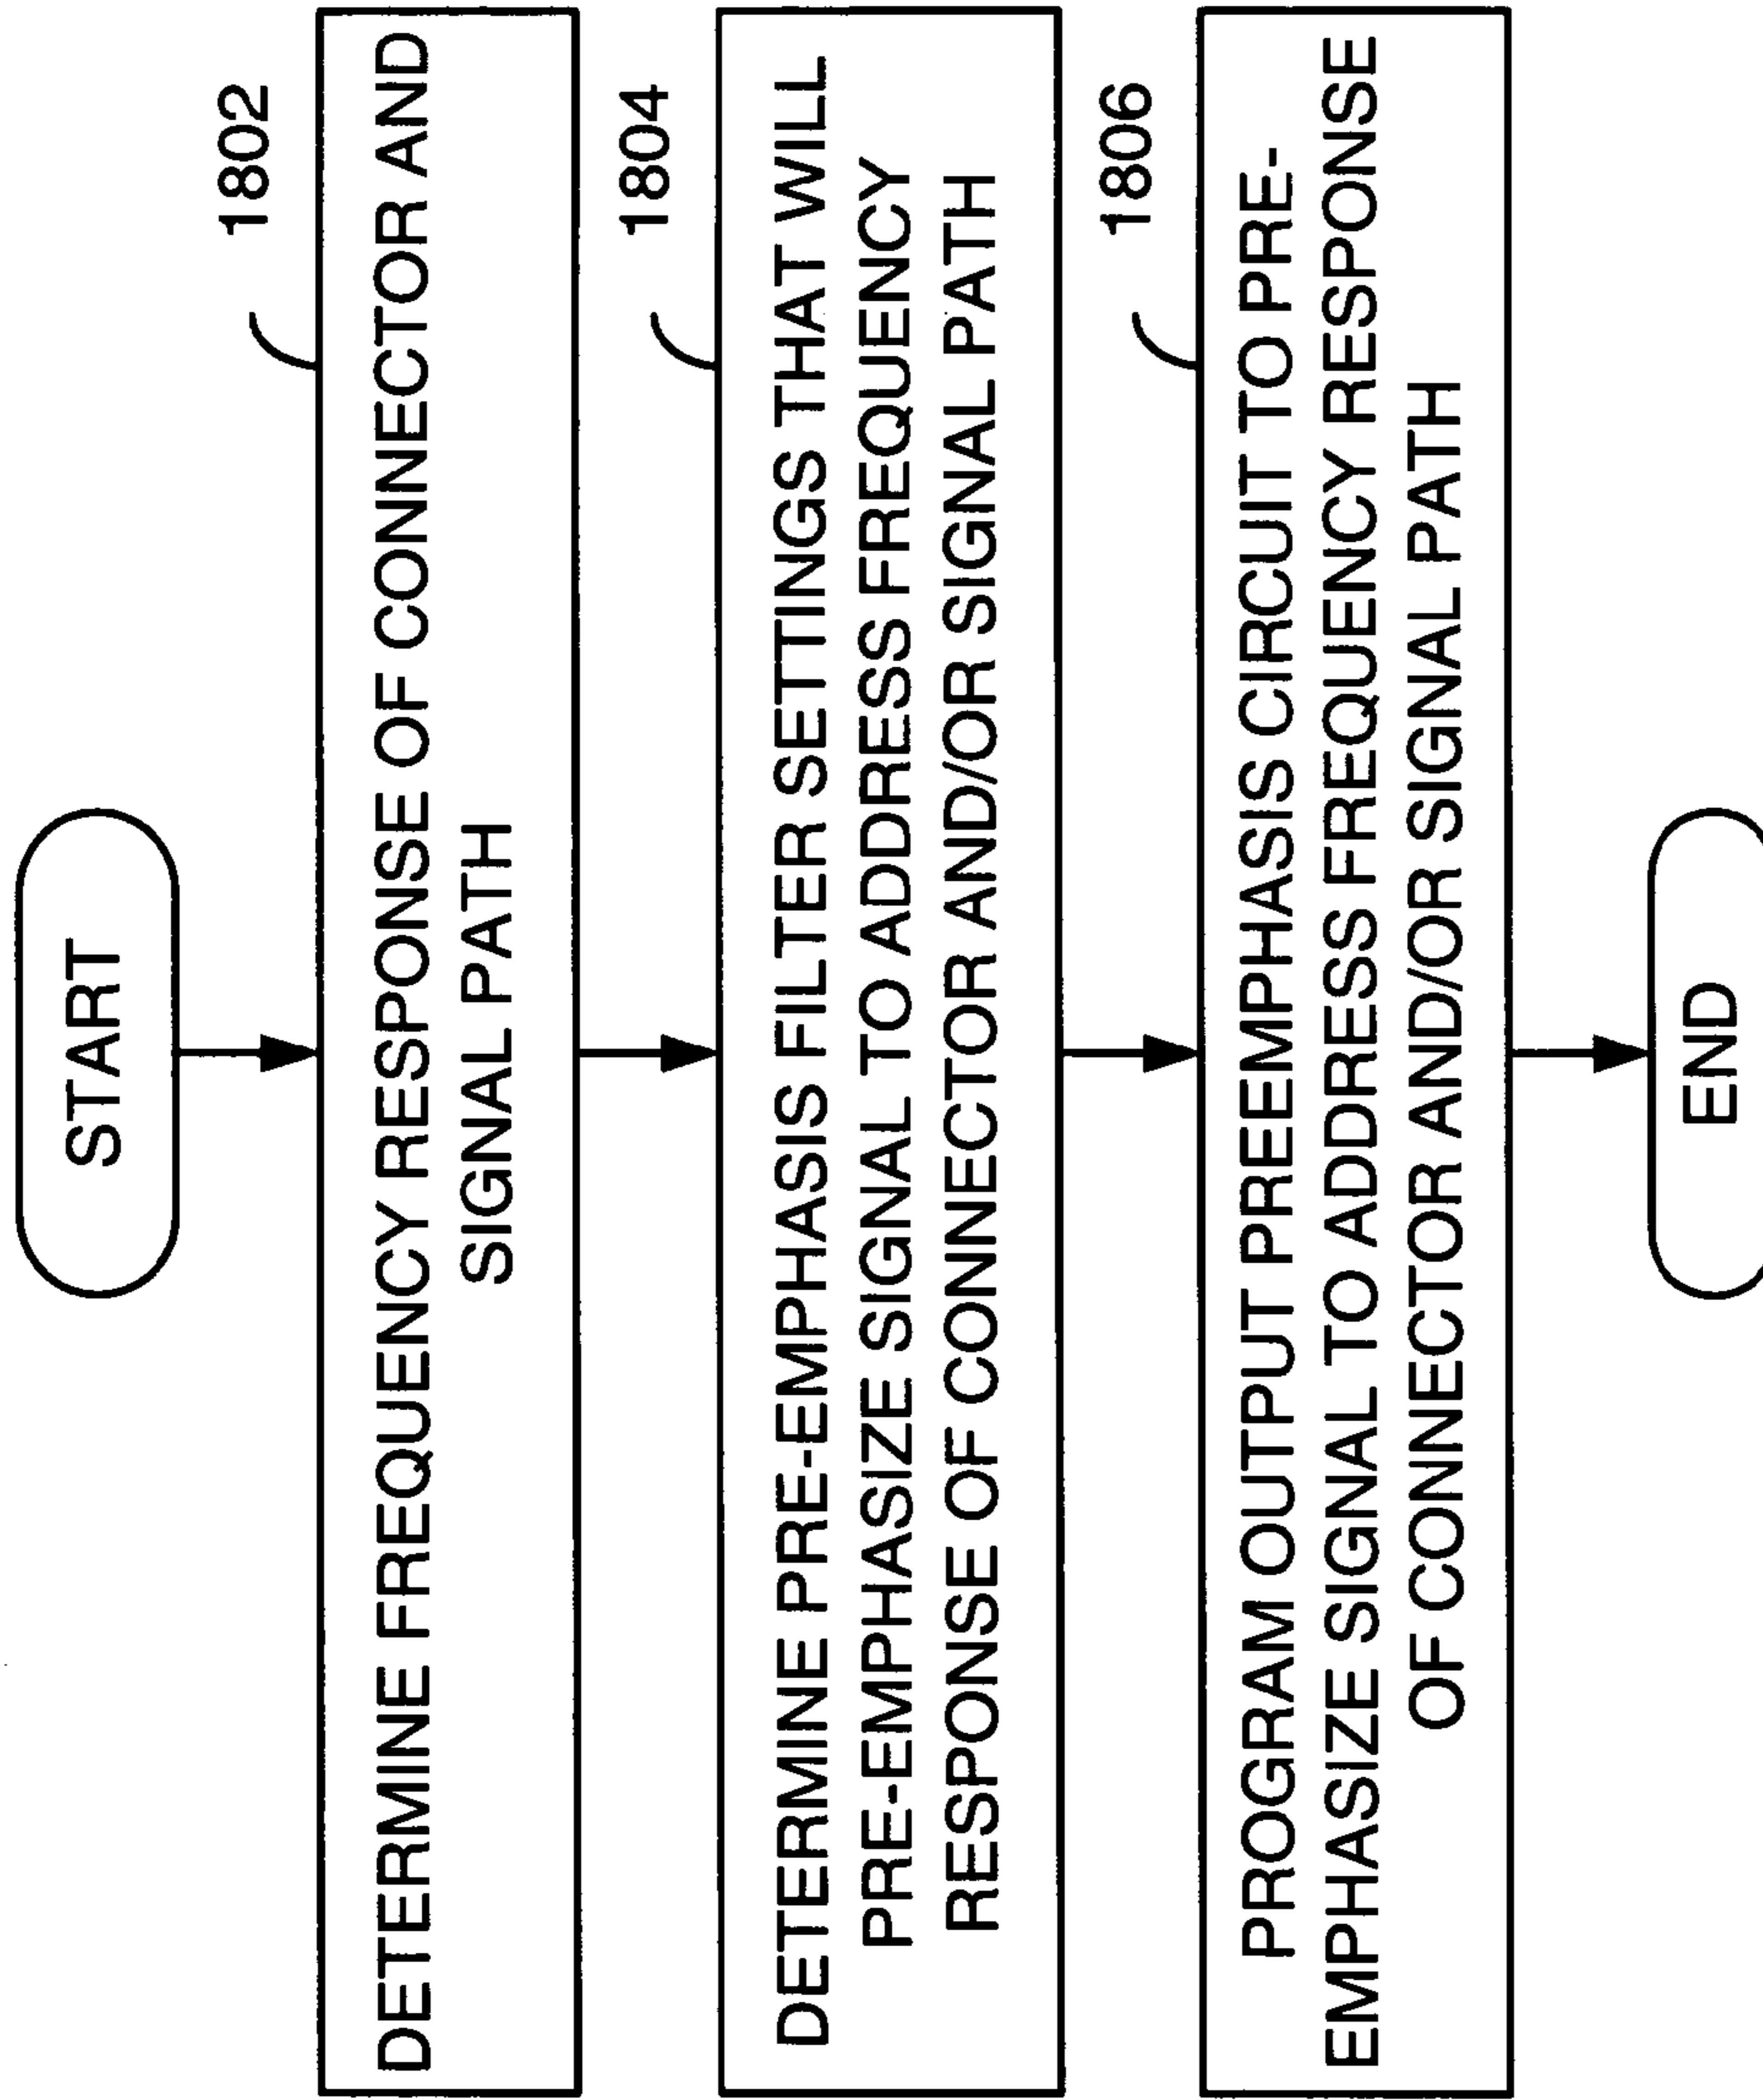 START
1802
DETERMINE FREQUENCY RESPONSE OF CONNECTOR AND
SIGNAL PATH
1804
DETERMINE PRE-EMPHASIS FILTER SETTINGS THAT WILL
PRE-EMPHASIZE SIGNAL TO ADDRESS FREQUENCY
RESPONSE OF CONNECTOR AND/OR SIGNAL PATH
1806
PROGRAM OUTPUT PREEMPHASIS CIRCUIT TO PRE-
EMPHASIZE SIGNAL TO ADDRESS FREQUENCY RESPONSE
OF CONNECTOR AND/OR SIGNAL PATH
END